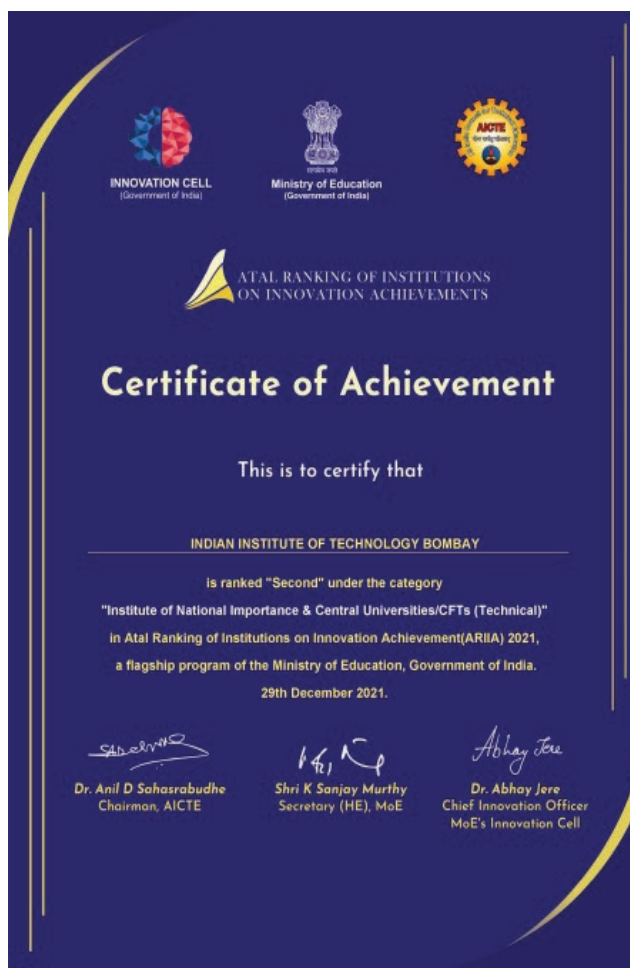 INNOVATION CELL
(Government of India)
Ministry of Education
(Government of India)
AICTE
ATAL RANKING OF INSTITUTIONS
ON INNOVATION ACHIEVEMENTS
Certificate of Achievement
This is to certify that
INDIAN INSTITUTE OF TECHNOLOGY BOMBAY
is ranked "Second" under the category
"Institute of National Importance & Central Universities/CFTs (Technical)"
in Atal Ranking of Institutions on Innovation Achievement(ARIIA) 2021,
a flagship program of the Ministry of Education, Government of India.
29th December 2021.
Abhay Jere
Dr. Anil D Sahasrabudhe
Chairman, AICTE
Shri K Sanjay Murthy
Secretary (HE), MoE
Dr. Abhay Jere
Chief Innovation Officer
MoE's Innovation Cell